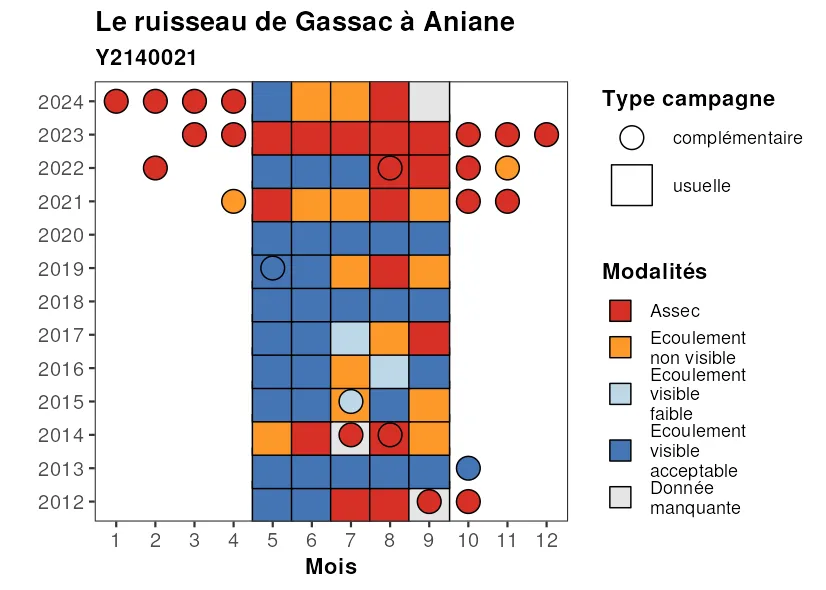 Le ruisseau de Gassac à Aniane
Y2140021
2024
2023
2022
2021
2020
2019
2018
2017
2016
2015
2014
2013
2012
1 2 3 4 5 6 7 8 9 10 11 12
Mois
Type campagne
complémentaire
usuelle
Modalités
Assec
Ecoulement
non visible
Ecoulement
visible
faible
Ecoulement
visible
acceptable
Donnée
manquante